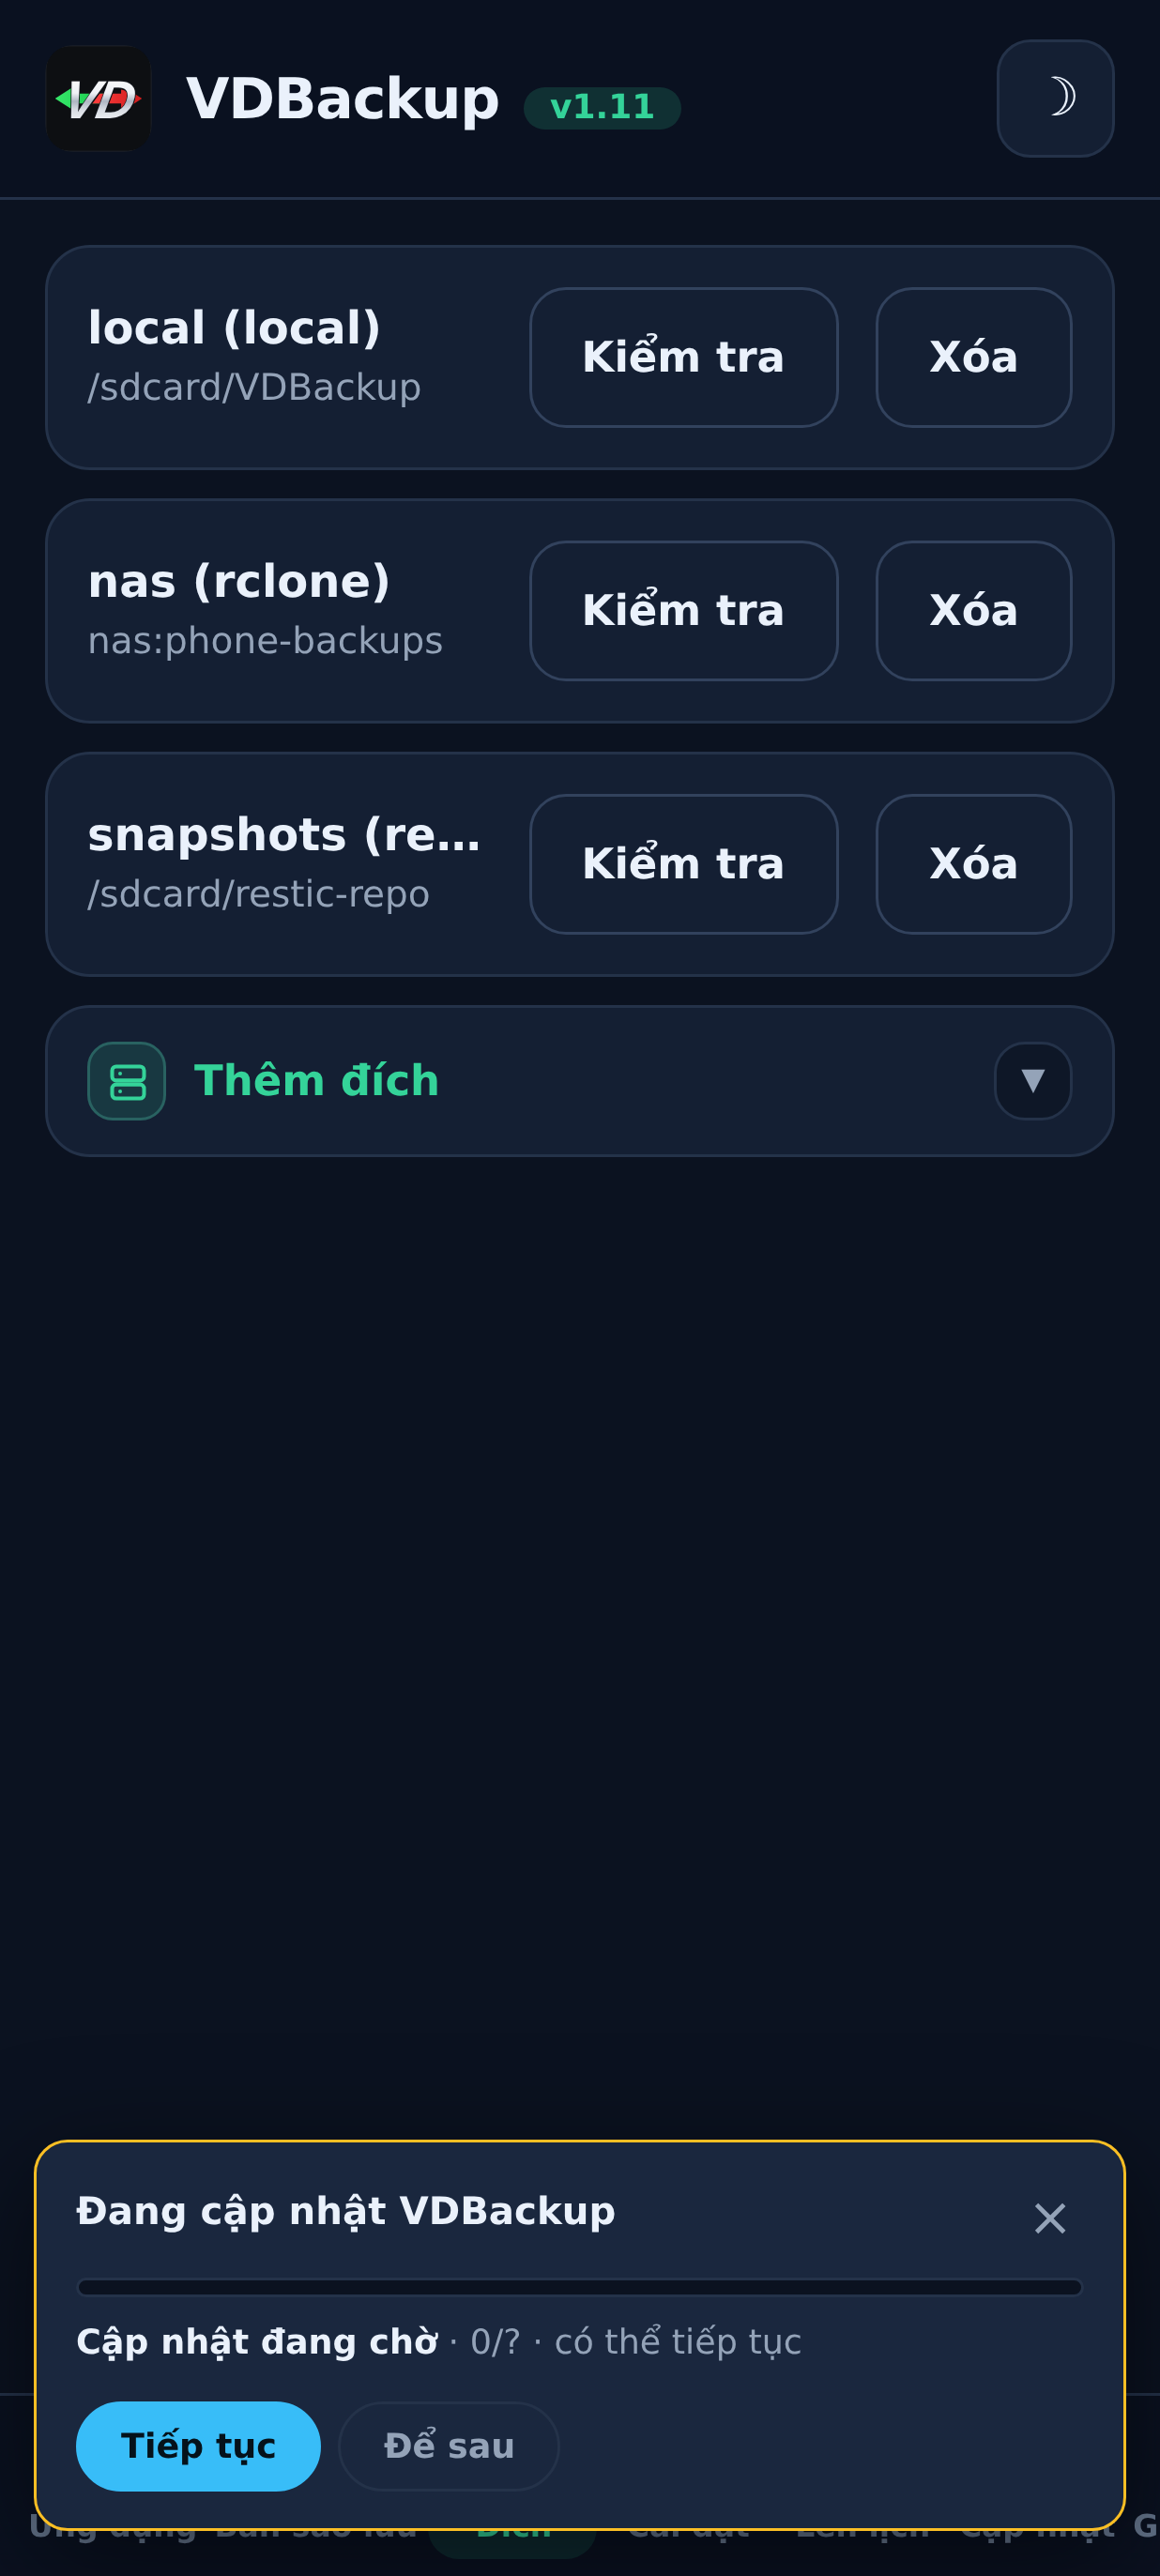 VD
VDBackup v1.11
local (local)
/sdcard/VDBackup
Kiểm tra
Xóa
nas (rclone)
nas:phone-backups
Kiểm tra
Xóa
snapshots (re...
/sdcard/restic-repo
Kiểm tra
Xóa
Thêm đích
Đang cập nhật VDBackup
Cập nhật đang chờ · 0/? · có thể tiếp tục
Tiếp tục
Để sau